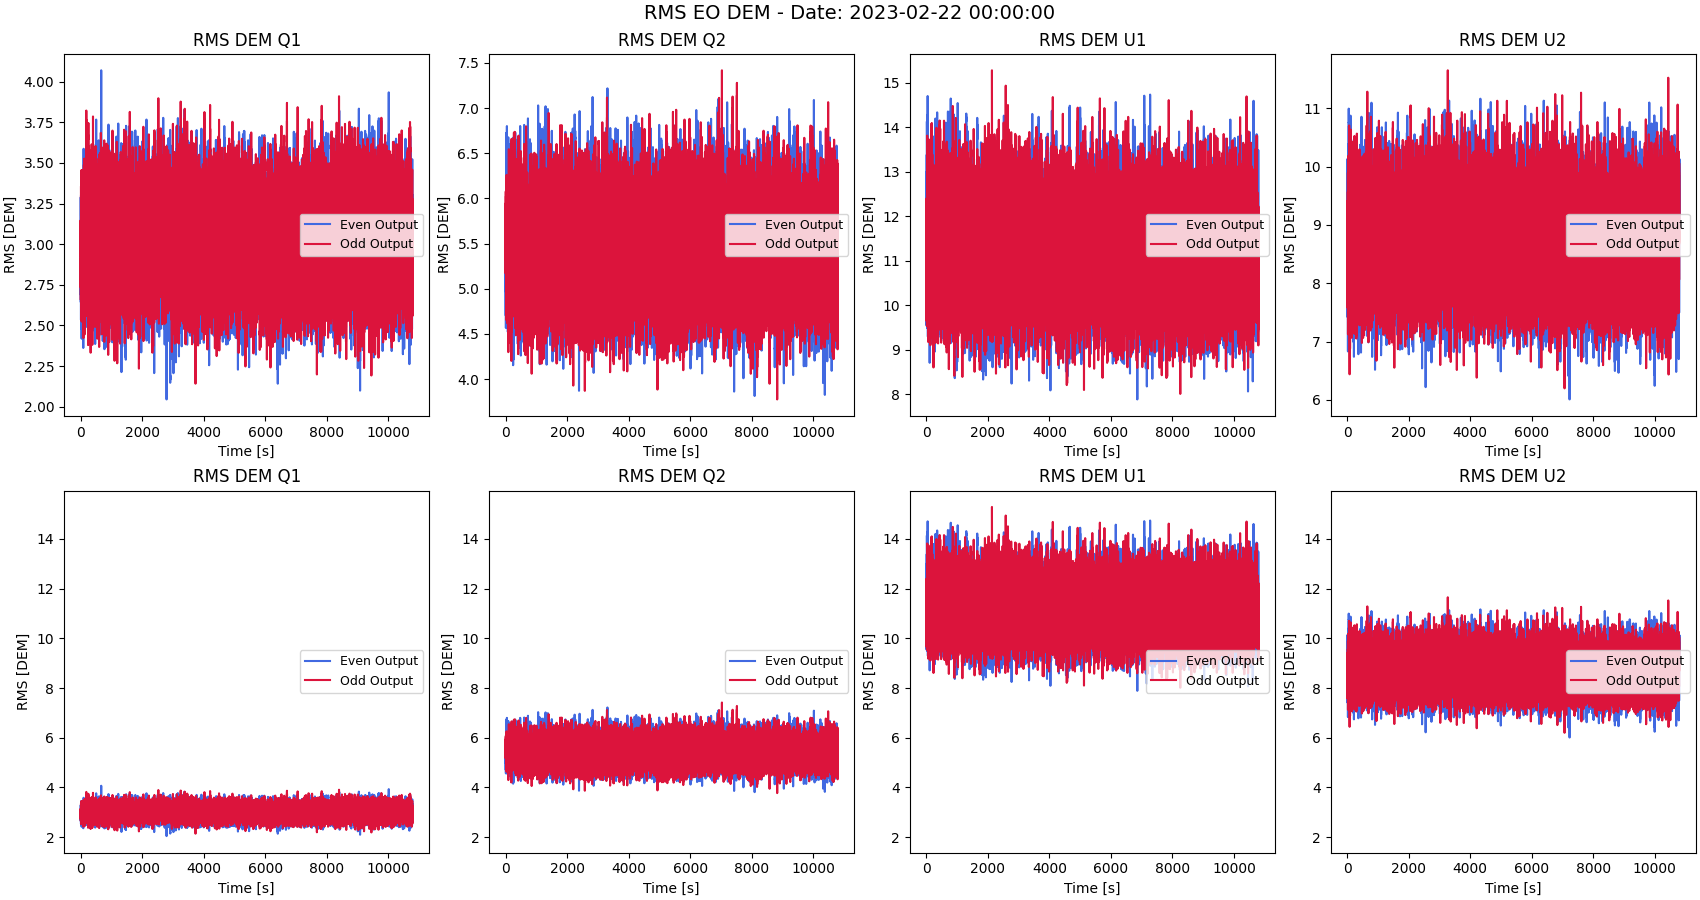 RMS EO DEM - Date: 2023-02-22 00:00:00
RMS DEM Q1
RMS DEM Q2
RMS DEM U1
RMS DEM U2
RMS [DEM]
4.00
3.75
3.50
3.25
3.00
2.75
2.50
2.25
2.00
Even Output
Odd Output
0 2000 4000 6000 8000 10000
Time [s]
RMS [DEM]
7.5
7.0
6.5
6.0
5.5
5.0
4.5
4.0
Even Output
Odd Output
0 2000 4000 6000 8000 10000
Time [s]
RMS [DEM]
15
14
13
12
11
10
9
8
Even Output
Odd Output
0 2000 4000 6000 8000 10000
Time [s]
RMS [DEM]
11
10
9
8
7
6
Even Output
Odd Output
0 2000 4000 6000 8000 10000
Time [s]
RMS DEM Q1
RMS DEM Q2
RMS DEM U1
RMS DEM U2
RMS [DEM]
14
12
10
8
6
4
2
Even Output
Odd Output
0 2000 4000 6000 8000 10000
Time [s]
RMS [DEM]
14
12
10
8
6
4
2
Even Output
Odd Output
0 2000 4000 6000 8000 10000
Time [s]
RMS [DEM]
14
12
10
8
6
4
2
Even Output
Odd Output
0 2000 4000 6000 8000 10000
Time [s]
RMS [DEM]
14
12
10
8
6
4
2
Even Output
Odd Output
0 2000 4000 6000 8000 10000
Time [s]